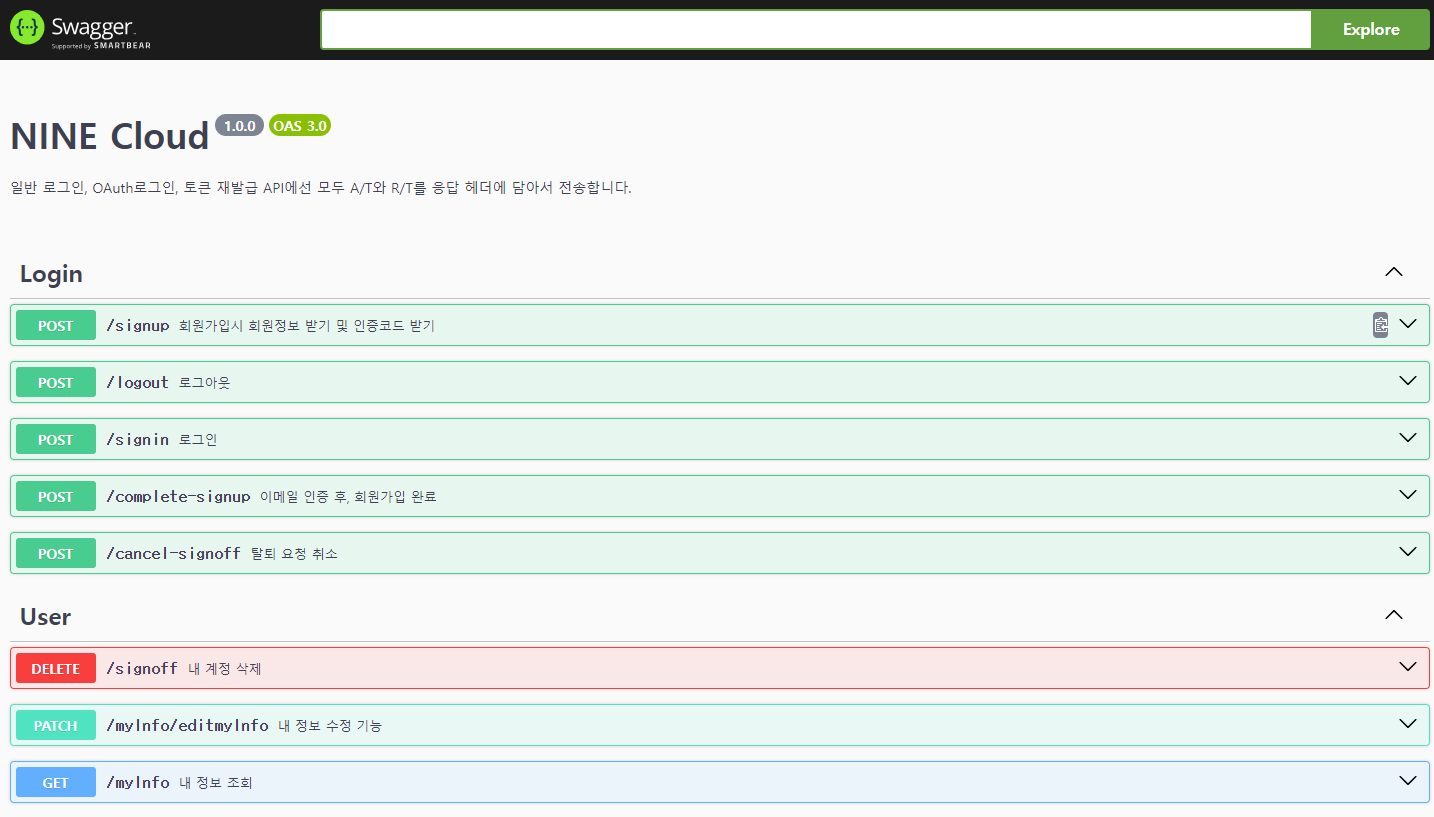 Swagger
Supported by SMARTBEAR
Explore
NINE Cloud 1.0.0 OAS 3.0
일반 로그인, OAuth로그인, 토큰 재발급 API에선 모두 A/T와 R/T를 응답 헤더에 담아서 전송합니다.
Login
POST /signup 회원가입시 회원정보 받기 및 인증코드 받기
POST /logout 로그아웃
POST /signin 로그인
POST /complete-signup 이메일 인증 후, 회원가입 완료
POST /cancel-signoff 탈퇴 요청 취소
User
DELETE /signoff 내 계정 삭제
PATCH /myInfo/editmyInfo 내 정보 수정 기능
GET /myInfo 내 정보 조회